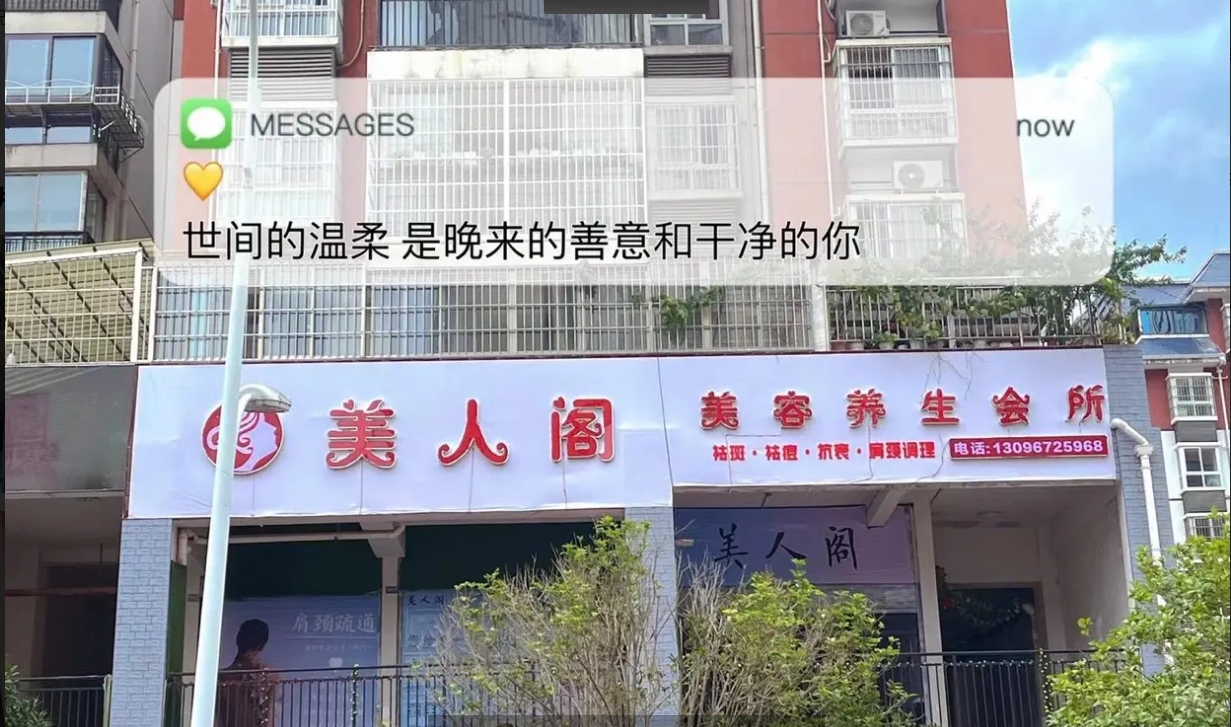 MESSAGES
now
💛
世间的温柔 是晚来的善意和干净的你
美人阁
美容养生会所
祛斑·祛痘·抗衰·肩颈调理
电话:13096725968
美人阁
美人阁
肩颈疏通